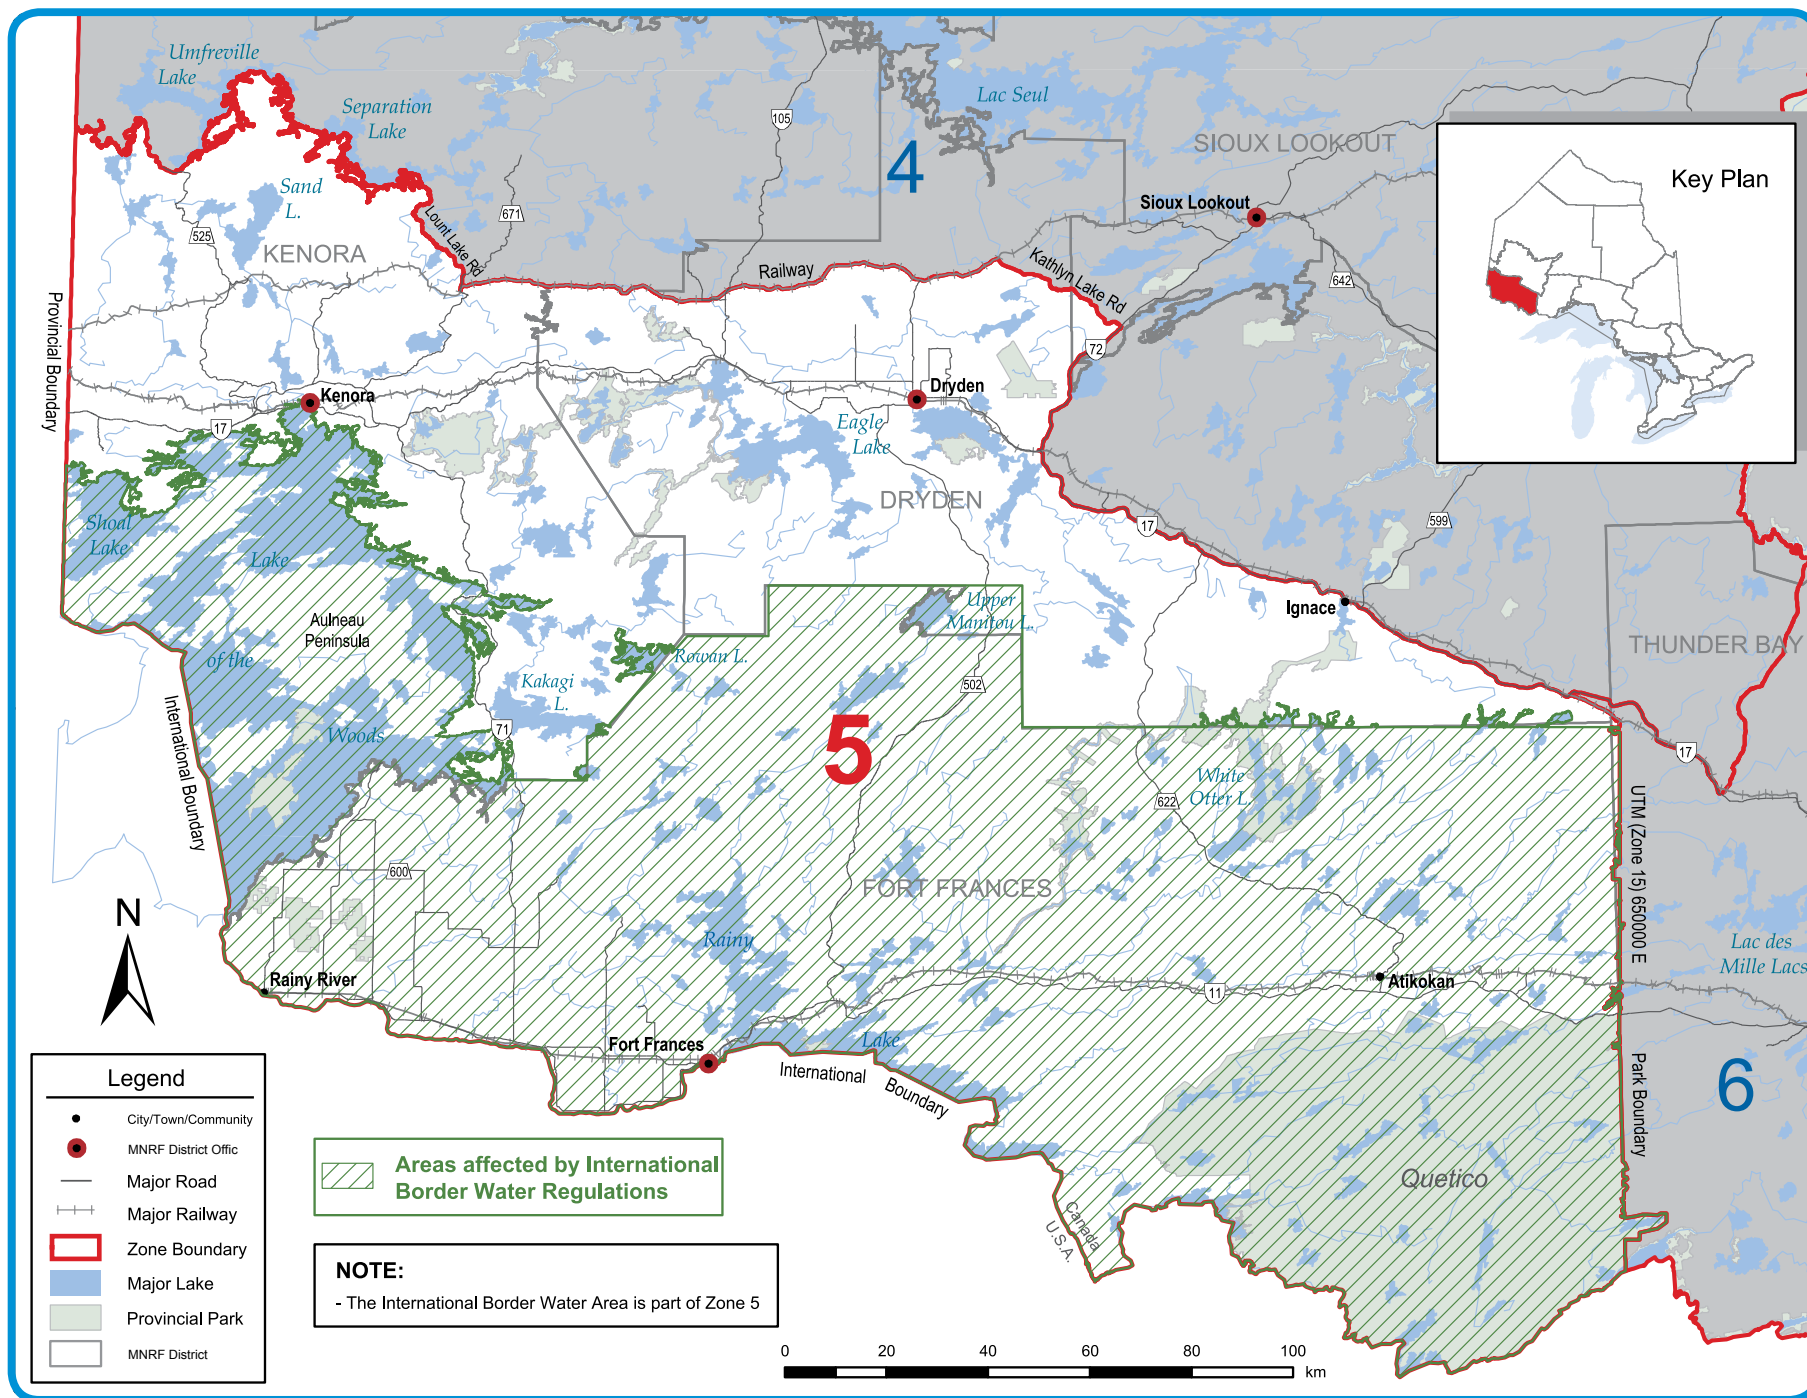 Umfreville
Lake
Separation
Lake
Lac Seul
105
4
SIOUX LOOKOUT
Sioux Lookout
Key Plan
Sand
L.
671
525
KENORA
Lount Lake Rd
Railway
Kathlyn Lake Rd
642
Provincial Boundary
72
Kenora
Dryden
17
Eagle
Lake
DRYDEN
Shoal
Lake
Lake
17
599
Aulneau
Peninsula
of the
Upper
Manitou L.
Ignace
THUNDER BAY
Rowan L.
Kakagi
L.
502
International Boundary
Woods
71
5
17
White
Otter L.
622
UTM (Zone 15) 650000 E
600
FORT FRANCES
N
Rainy
Lac des
Mille Lacs
Rainy River
11
Atikokan
Fort Frances
Lake
International Boundary
Park Boundary
6
Quetico
Canada
U.S.A.
Legend
City/Town/Community
MNRF District Offic
Major Road
Major Railway
Zone Boundary
Major Lake
Provincial Park
MNRF District
Areas affected by International
Border Water Regulations
NOTE:
- The International Border Water Area is part of Zone 5
0 20 40 60 80 100
km